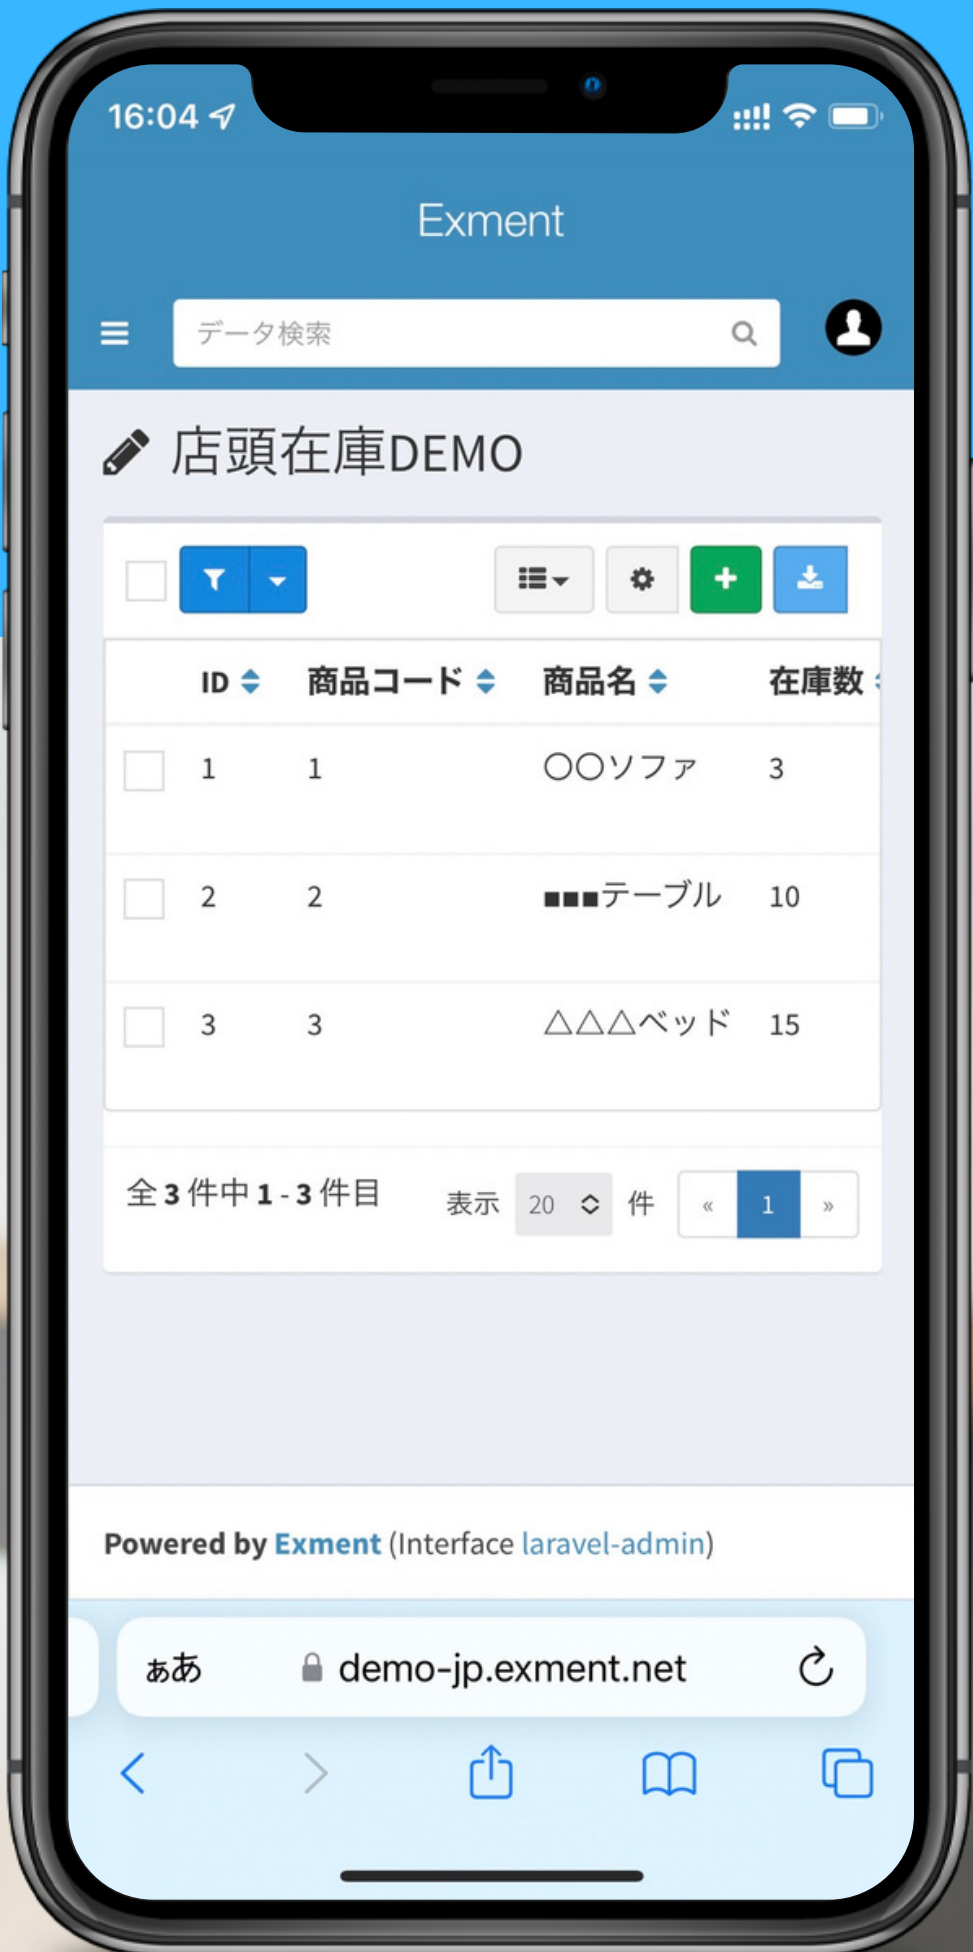 16:04
Exment
データ検索
店頭在庫DEMO
ID 商品コード 商品名 在庫数
1 1 〇〇ソファ 3
2 2 ■■■テーブル 10
3 3 △△△ベッド 15
全 3 件中 1 - 3 件目 表示 20 件 « 1 »
Powered by Exment (Interface laravel-admin)
ぁあ demo-jp.exment.net